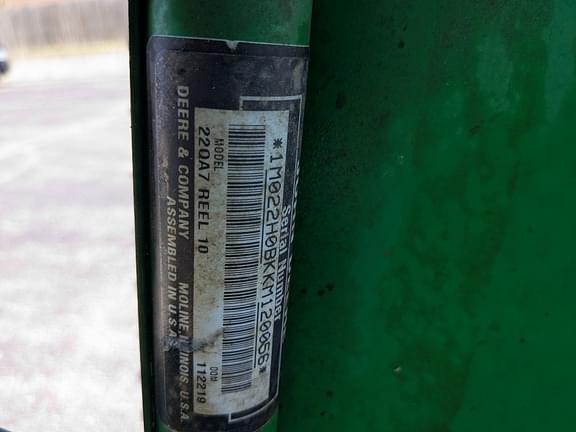 Serial Number
*1M022H0BKKM120056*
MODEL
220A7 REEL 10
DOM
112219
DEERE & COMPANY MOLINE, ILLINOIS, U.S.A.
ASSEMBLED IN U.S.A.